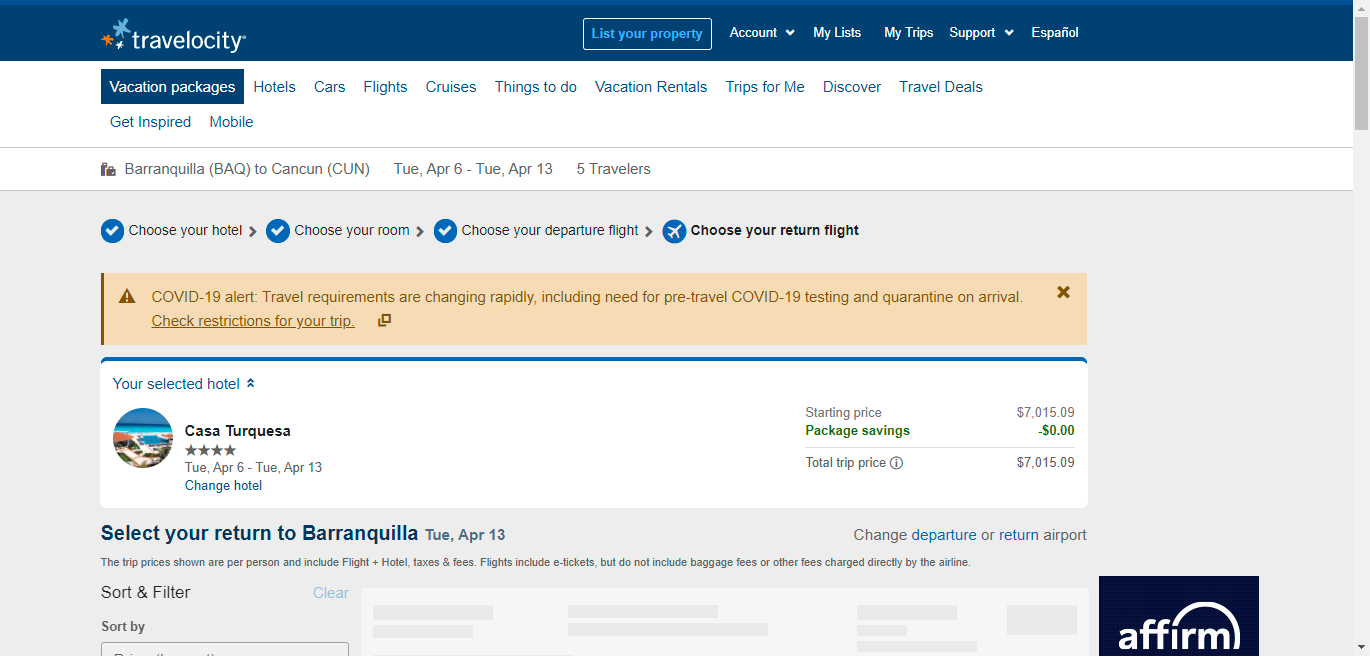 travelocity
List your property
Account
My Lists
My Trips
Support
Español
Vacation packages
Hotels
Cars
Flights
Cruises
Things to do
Vacation Rentals
Trips for Me
Discover
Travel Deals
Get Inspired
Mobile
Barranquilla (BAQ) to Cancun (CUN)
Tue, Apr 6 - Tue, Apr 13
5 Travelers
Choose your hotel
Choose your room
Choose your departure flight
Choose your return flight
COVID-19 alert: Travel requirements are changing rapidly, including need for pre-travel COVID-19 testing and quarantine on arrival.
Check restrictions for your trip.
Your selected hotel
Casa Turquesa
Tue, Apr 6 - Tue, Apr 13
Change hotel
Starting price $7,015.09
Package savings -$0.00
Total trip price $7,015.09
Select your return to Barranquilla Tue, Apr 13
Change departure or return airport
The trip prices shown are per person and include Flight + Hotel, taxes & fees. Flights include e-tickets, but do not include baggage fees or other fees charged directly by the airline.
Sort & Filter
Clear
Sort by
affirm